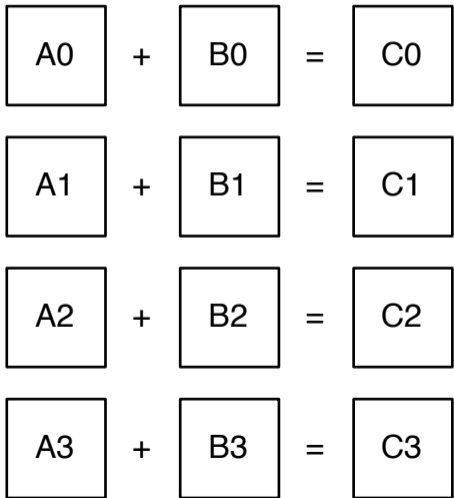 A0 + B0 = C0
A1 + B1 = C1
A2 + B2 = C2
A3 + B3 = C3